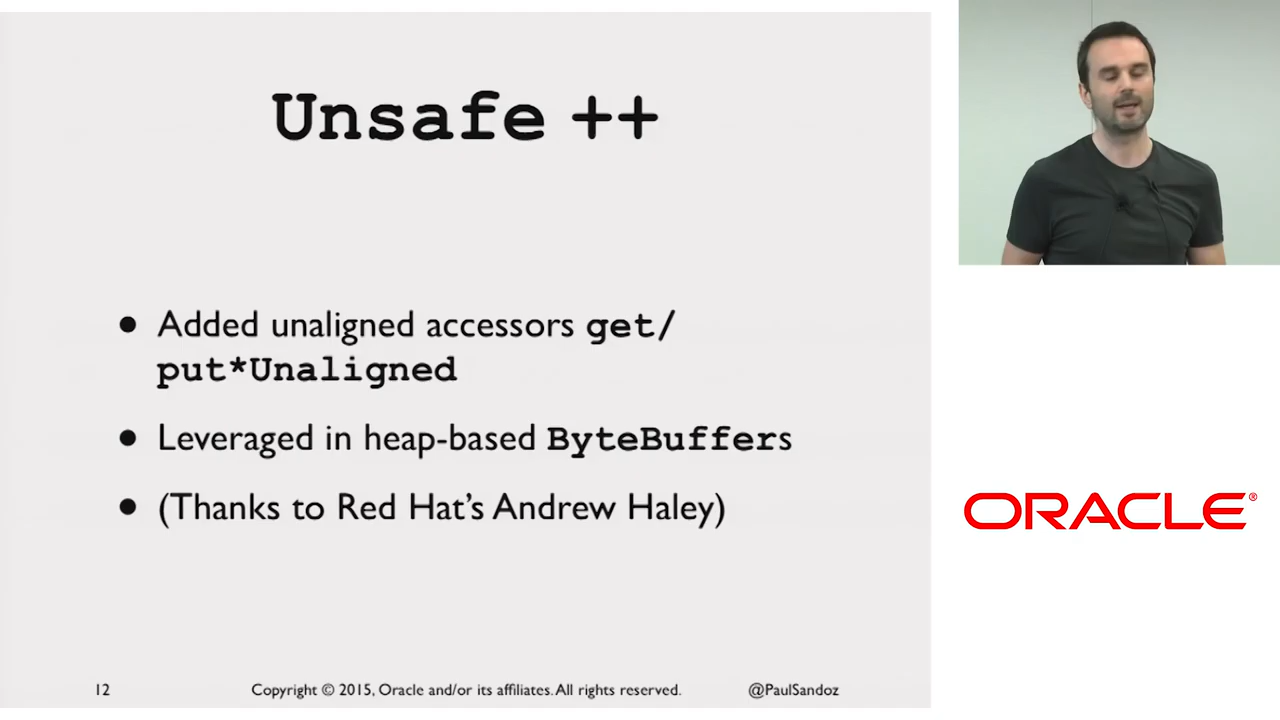 Unsafe ++
• Added unaligned accessors get/
put*Unaligned
• Leveraged in heap-based ByteBuffers
• (Thanks to Red Hat's Andrew Haley)
12 Copyright © 2015, Oracle and/or its affiliates. All rights reserved. @PaulSandoz
ORACLE®